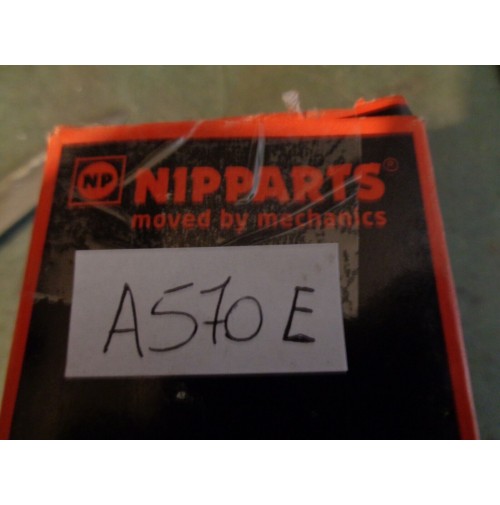 NP NIPPARTS®
moved by mechanics
A570E